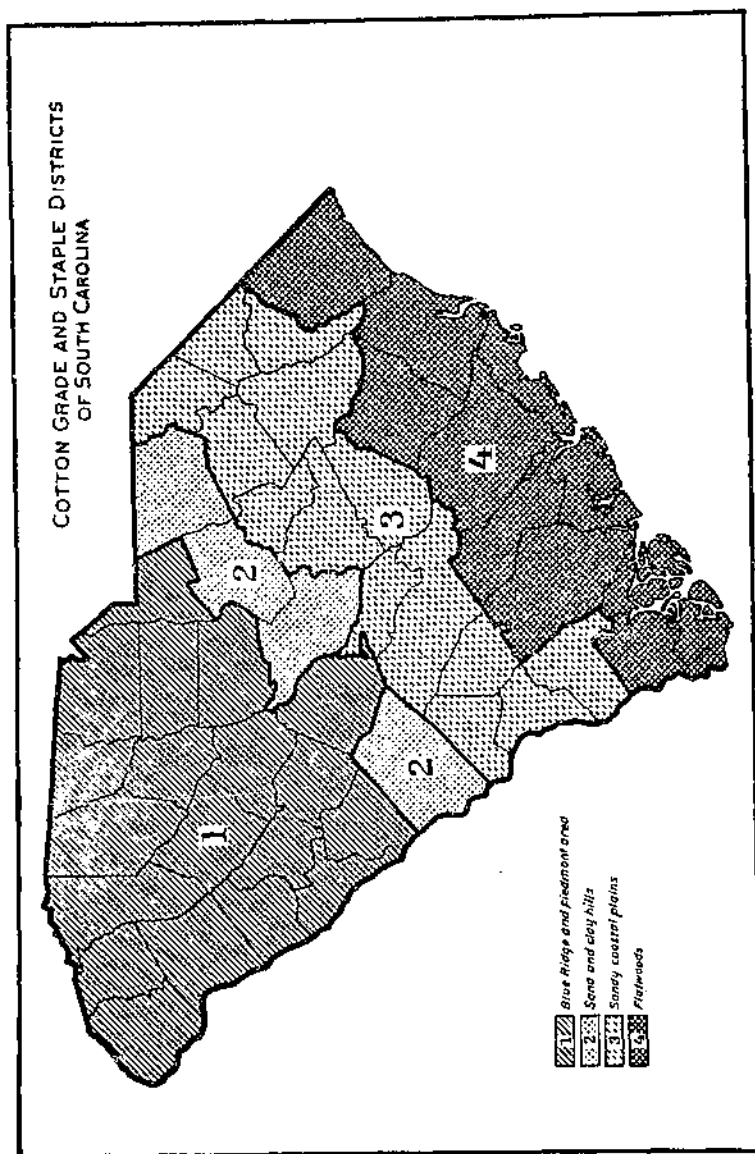 COTTON GRADE AND STAPLE DISTRICTS
OF SOUTH CAROLINA
1
2
3
4
2
1 Blue Ridge and piedmont area
2 Sand and clay hills
3 Sandy coastal plains
4 Flatwoods